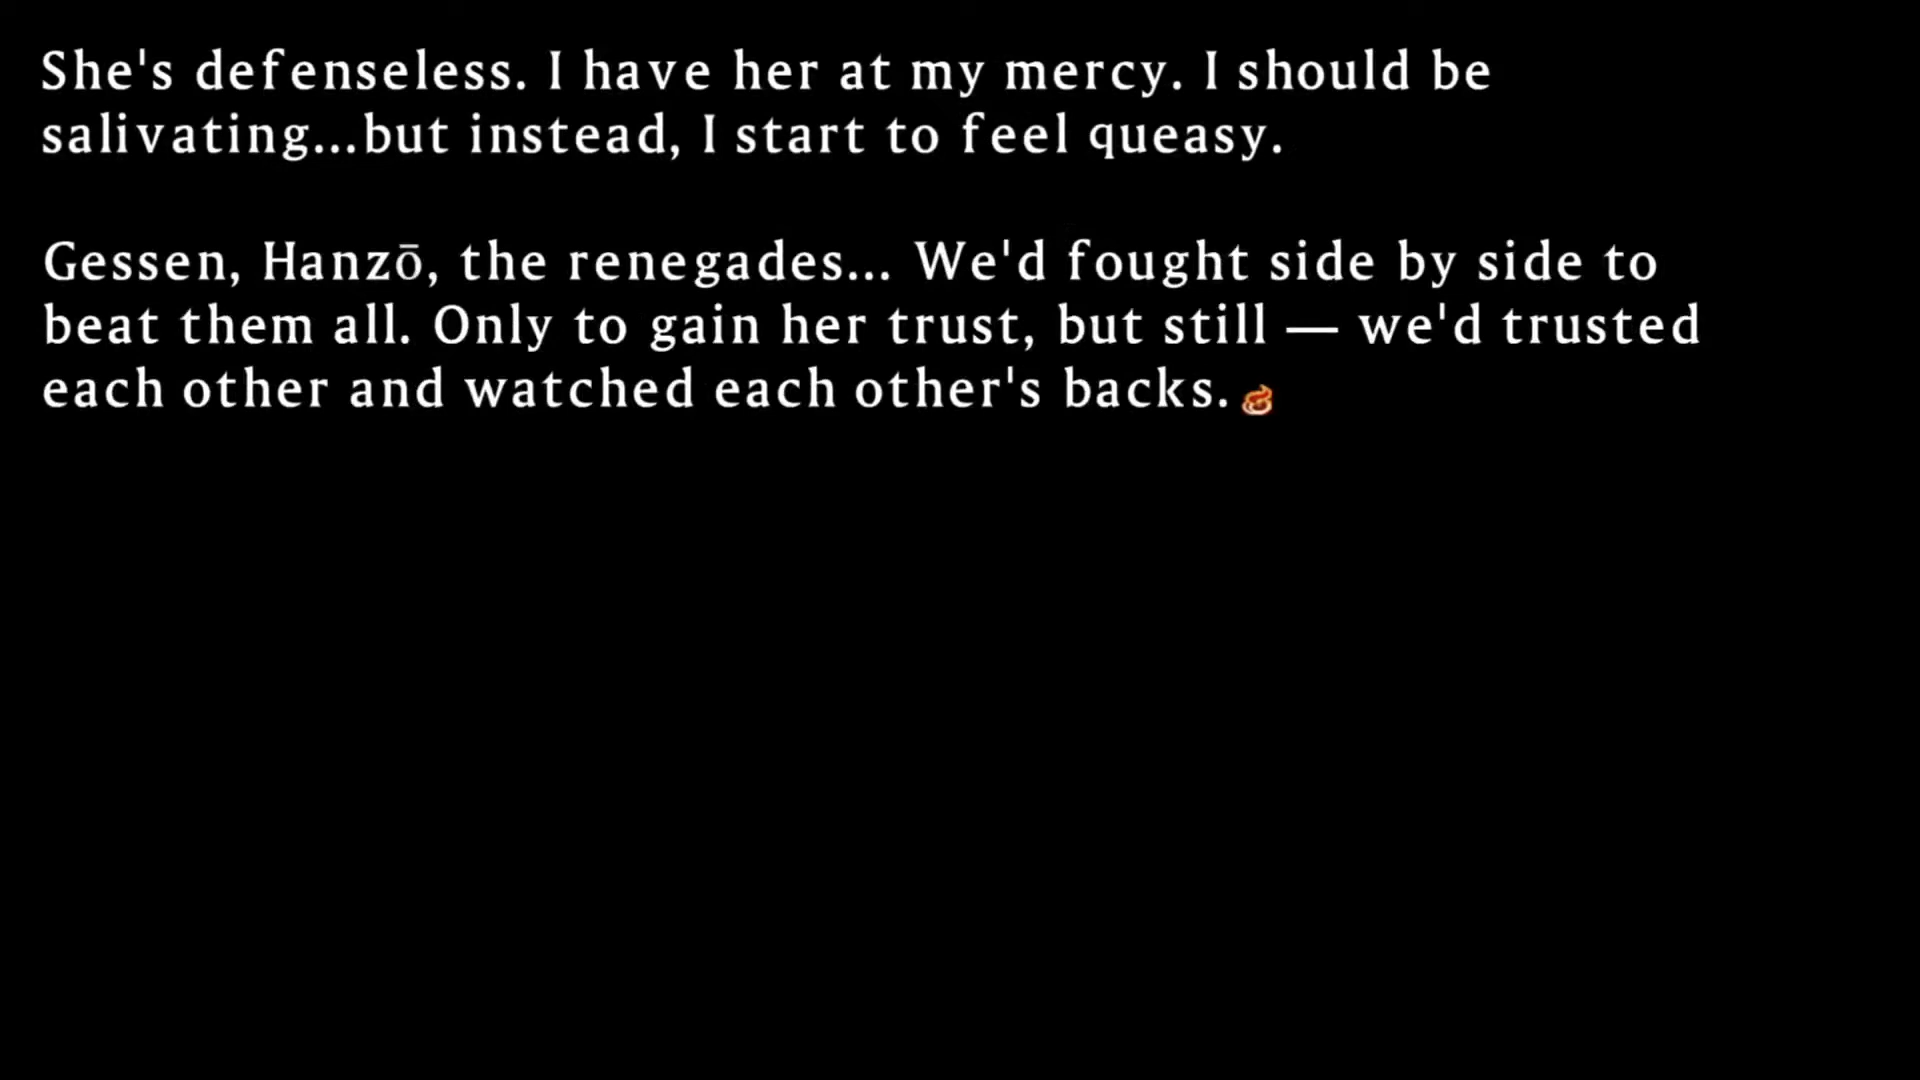 She's defenseless. I have her at my mercy. I should be
salivating...but instead, I start to feel queasy.
Gessen, Hanzō, the renegades... We'd fought side by side to
beat them all. Only to gain her trust, but still — we'd trusted
each other and watched each other's backs.